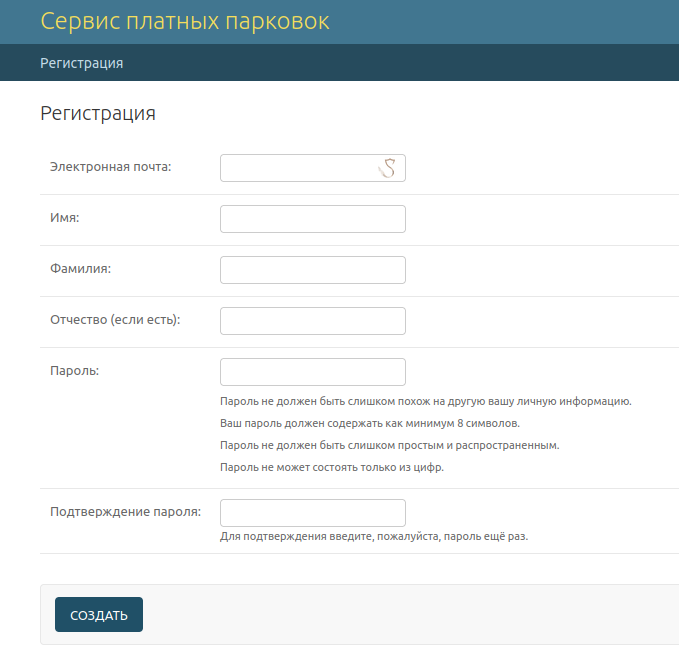 Сервис платных парковок
Регистрация
Регистрация
Электронная почта:
Имя:
Фамилия:
Отчество (если есть):
Пароль:
Пароль не должен быть слишком похож на другую вашу личную информацию.
Ваш пароль должен содержать как минимум 8 символов.
Пароль не должен быть слишком простым и распространенным.
Пароль не может состоять только из цифр.
Подтверждение пароля:
Для подтверждения введите, пожалуйста, пароль ещё раз.
СОЗДАТЬ